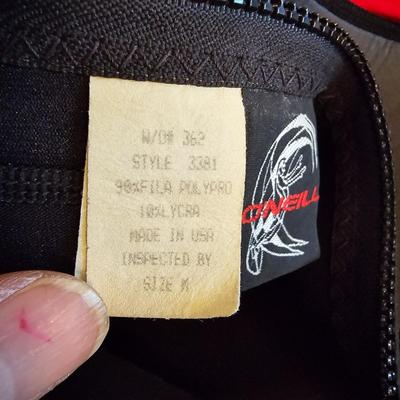 W/O# 362
STYLE 3381
90%FILA POLYPRO
10%LYCRA
MADE IN USA
INSPECTED BY
SIZE M
O'NEILL